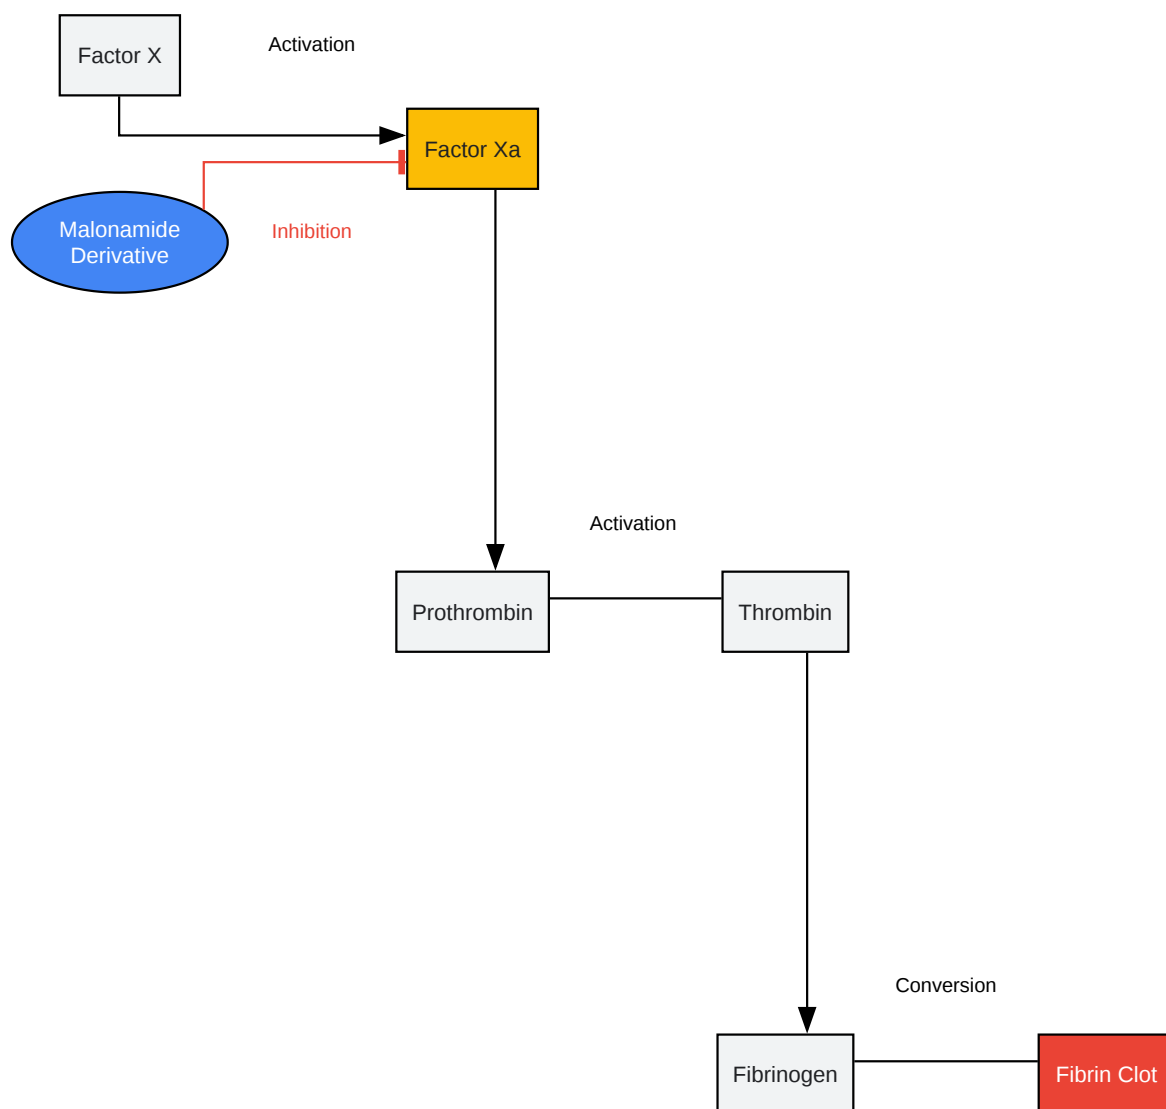 Factor X
Activation
Factor Xa
Malonamide
Derivative
Inhibition
Activation
Prothrombin
Thrombin
Conversion
Fibrinogen
Fibrin Clot